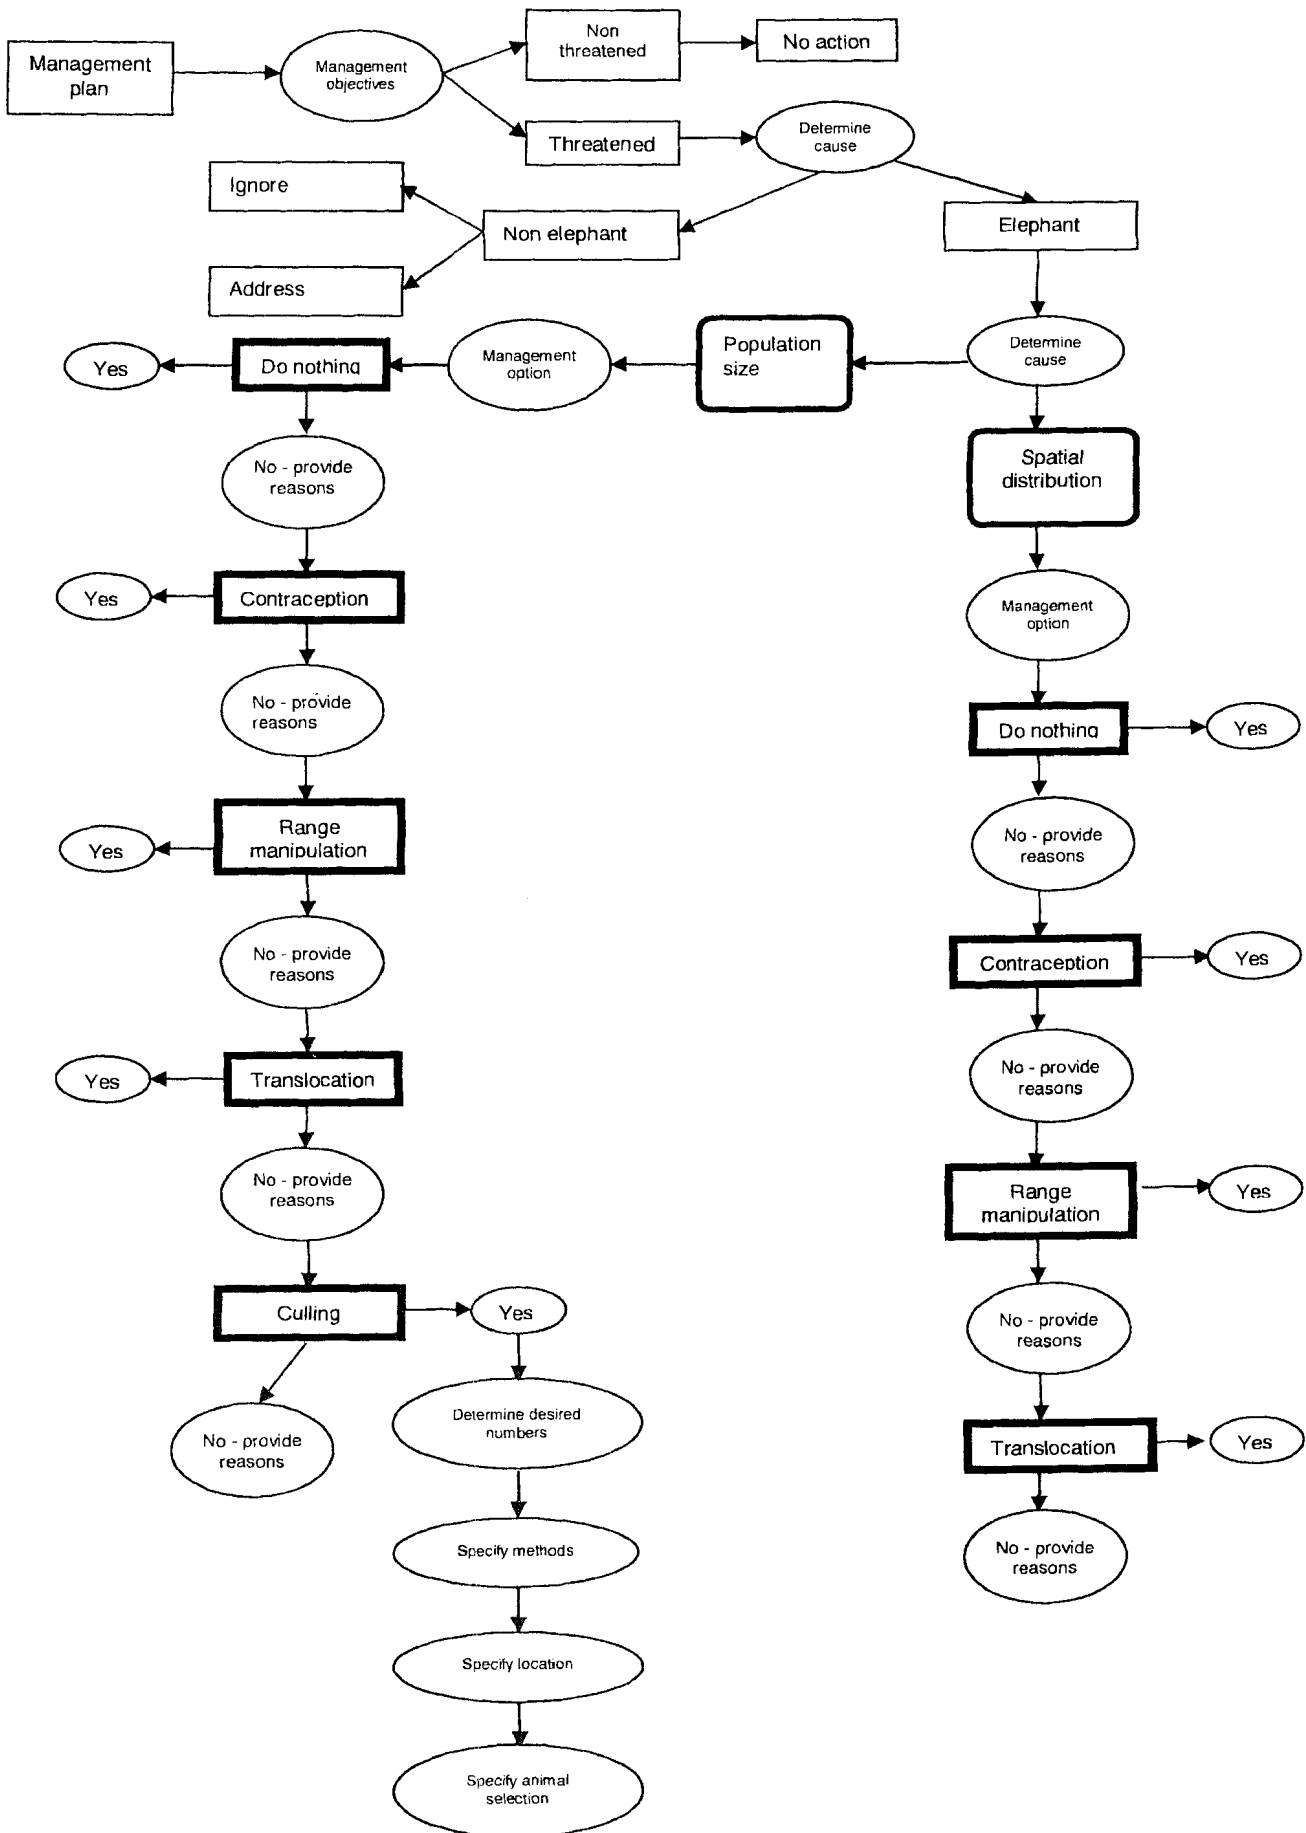 Management
plan
Management
objectives
Non
threatened
No action
Threatened
Determine
cause
Ignore
Non elephant
Elephant
Address
Population
size
Determine
cause
Management
option
Do nothing
Yes
Spatial
distribution
No - provide
reasons
Yes
Contraception
Management
option
No - provide
reasons
Do nothing
Yes
Range
manipulation
Yes
No - provide
reasons
No - provide
reasons
Contraception
Yes
Yes
Translocation
No - provide
reasons
No - provide
reasons
Range
manipulation
Yes
Culling
Yes
No - provide
reasons
Determine desired
numbers
No - provide
reasons
Translocation
Yes
Specify methods
No - provide
reasons
Specify location
Specify animal
selection